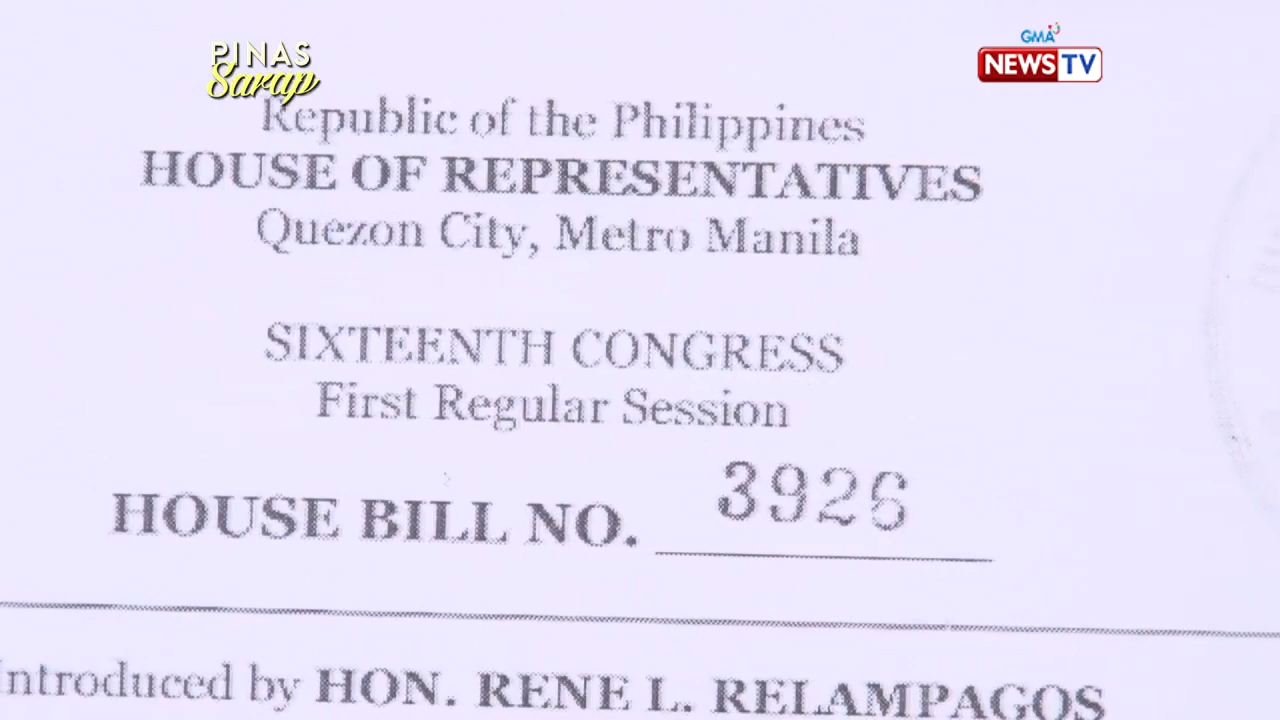 PINAS
Sarap
GMA
NEWS TV
Republic of the Philippines
HOUSE OF REPRESENTATIVES
Quezon City, Metro Manila
SIXTEENTH CONGRESS
First Regular Session
HOUSE BILL NO. 3926
Introduced by HON. RENE L. RELAMPAGOS